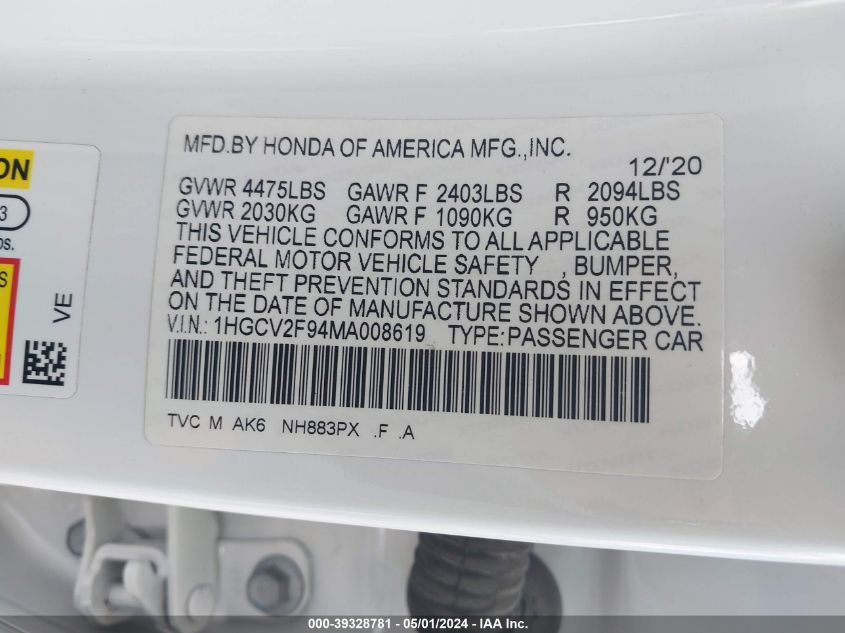 MFD.BY HONDA OF AMERICA MFG.,INC.
12/'20
GVWR 4475LBS GAWR F 2403LBS R 2094LBS
GVWR 2030KG GAWR F 1090KG R 950KG
THIS VEHICLE CONFORMS TO ALL APPLICABLE
FEDERAL MOTOR VEHICLE SAFETY , BUMPER,
AND THEFT PREVENTION STANDARDS IN EFFECT
ON THE DATE OF MANUFACTURE SHOWN ABOVE.
V.I.N.: 1HGCV2F94MA008619 TYPE:PASSENGER CAR
TVC M AK6 NH883PX .F .A
ON
3
os.
S
VE
000-39328781 - 05/01/2024 - IAAI Inc.